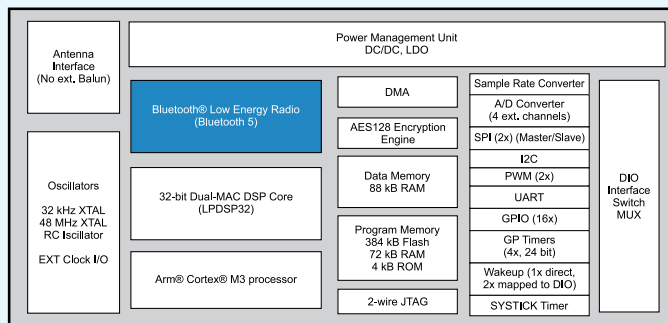 Antenna
Interface
(No ext. Balun)
Power Management Unit
DC/DC, LDO
Bluetooth® Low Energy Radio
(Bluetooth 5)
DMA
AES128 Encryption
Engine
Sample Rate Converter
A/D Converter
(4 ext. channels)
SPI (2x) (Master/Slave)
I2C
PWM (2x)
UART
GPIO (16x)
GP Timers
(4x, 24 bit)
Wakeup (1x direct,
2x mapped to DIO)
SYSTICK Timer
DIO
Interface
Switch
MUX
Oscillators
32 kHz XTAL
48 MHz XTAL
RC Iscillator
EXT Clock I/O
32-bit Dual-MAC DSP Core
(LPDSP32)
Data Memory
88 kB RAM
Program Memory
384 kB Flash
72 kB RAM
4 kB ROM
Arm® Cortex® M3 processor
2-wire JTAG